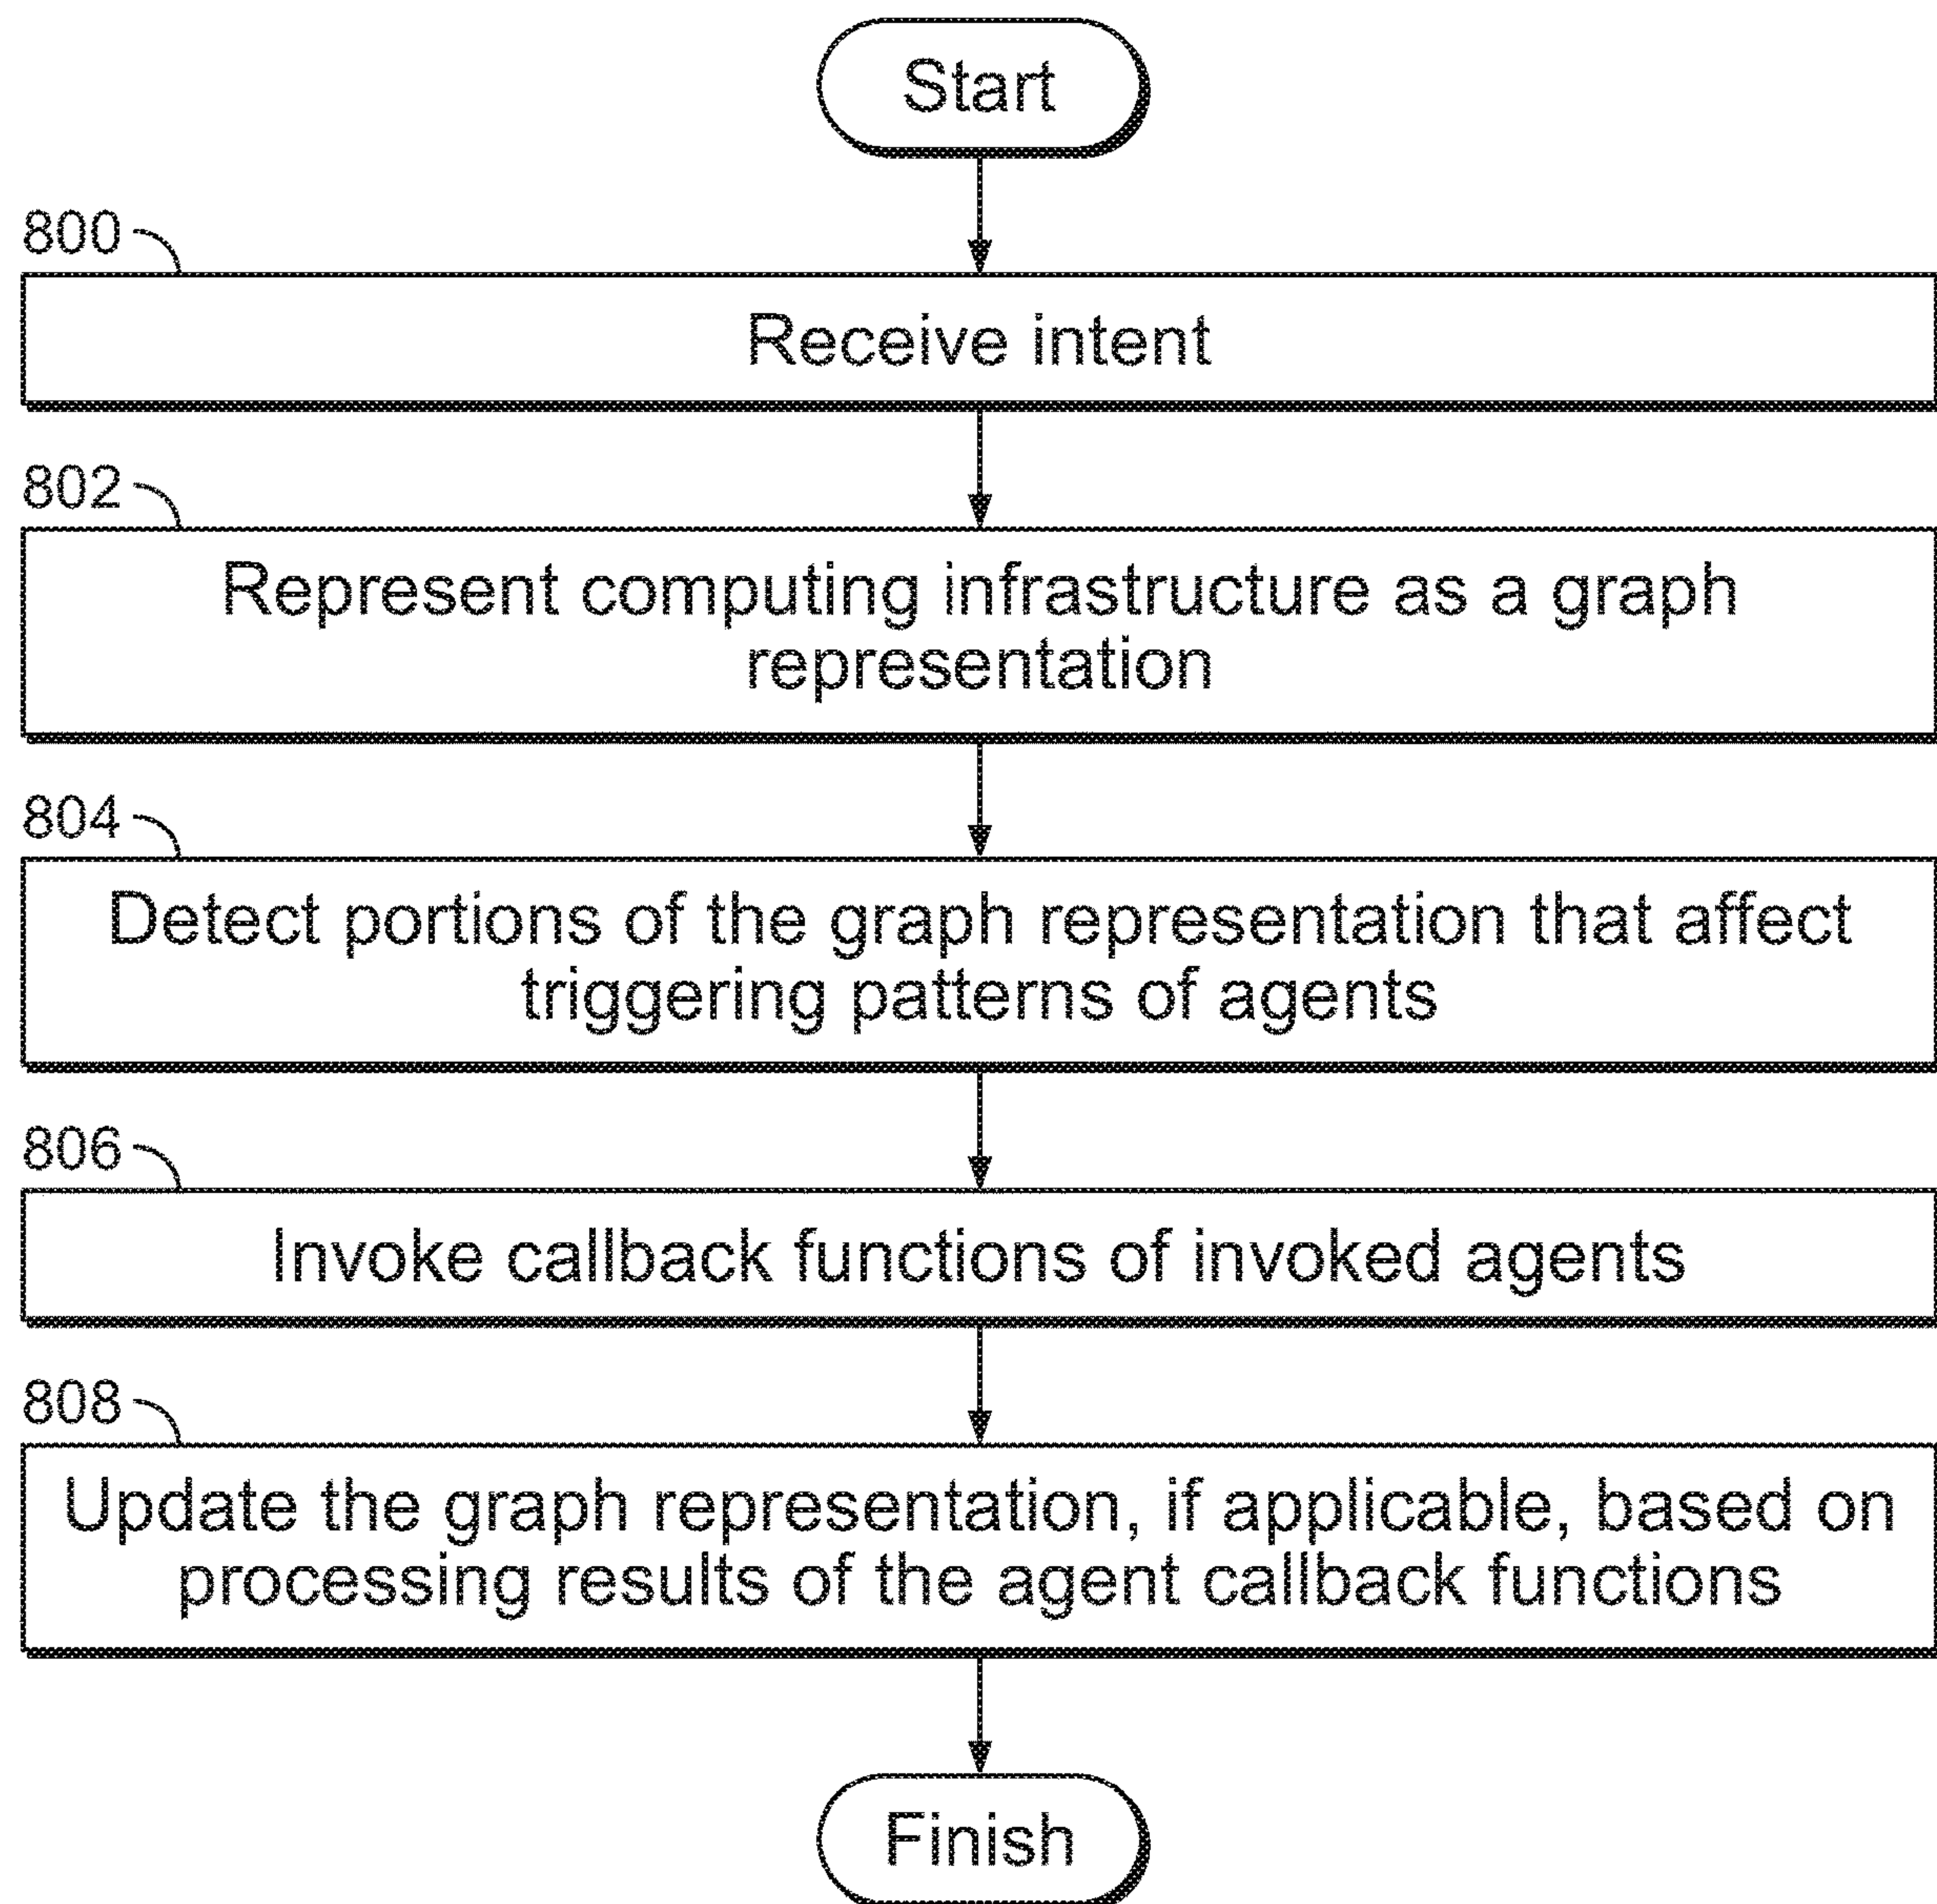 Start
800
Receive intent
802
Represent computing infrastructure as a graph
representation
804
Detect portions of the graph representation that affect
triggering patterns of agents
806
Invoke callback functions of invoked agents
808
Update the graph representation, if applicable, based on
processing results of the agent callback functions
Finish